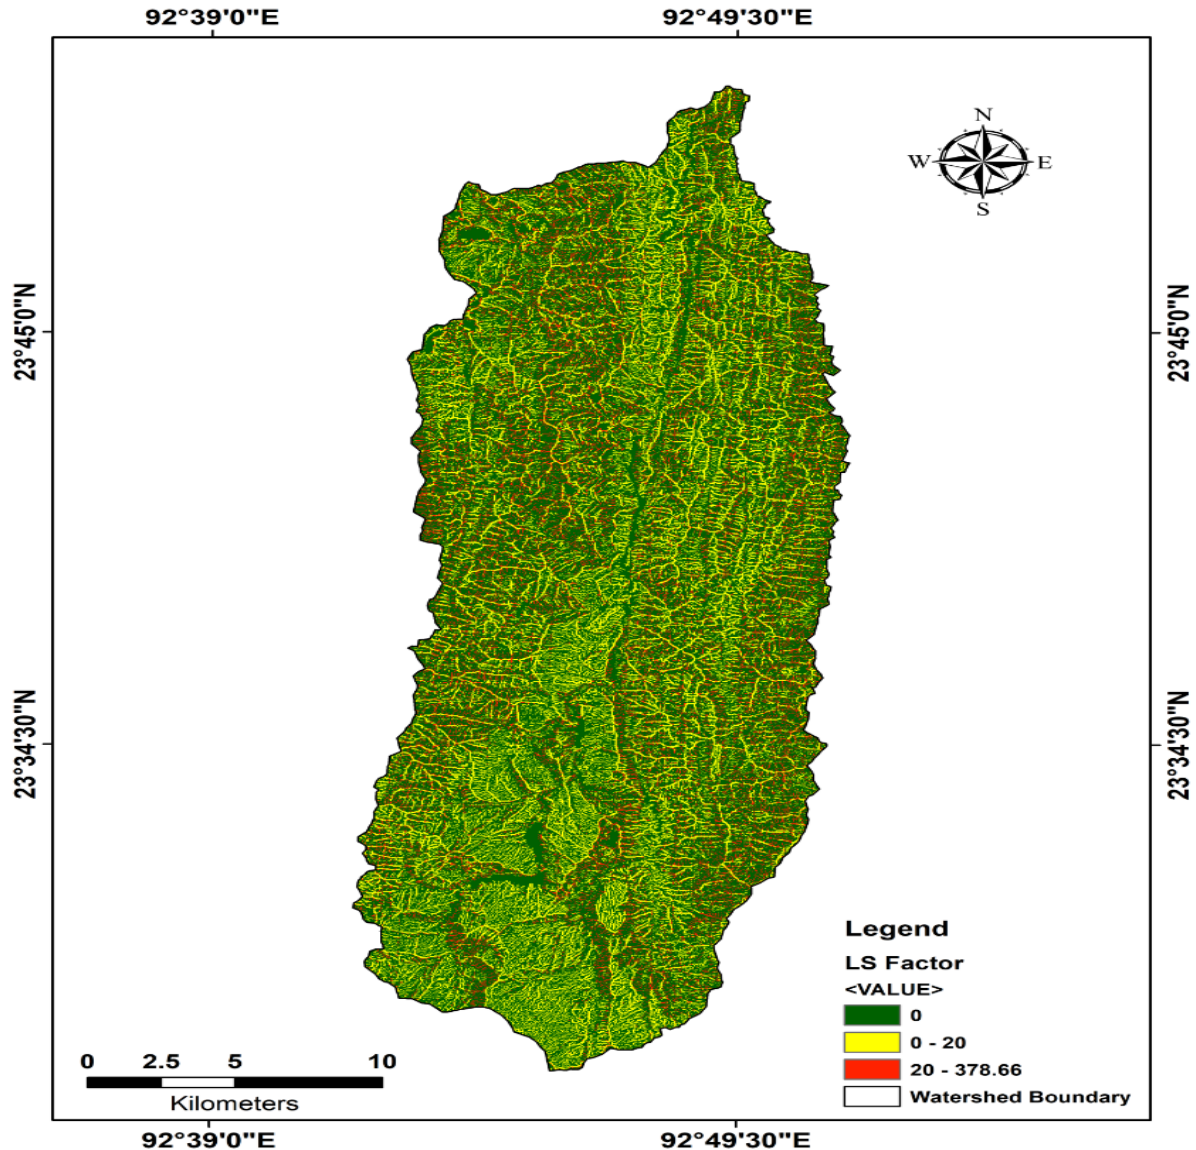 92°39'0"E 92°49'30"E
N
W E
S
23°45'0"N 23°45'0"N
23°34'30"N 23°34'30"N
Legend
LS Factor
<VALUE>
0
0 - 20
20 - 378.66
Watershed Boundary
0 2.5 5 10
Kilometers
92°39'0"E 92°49'30"E